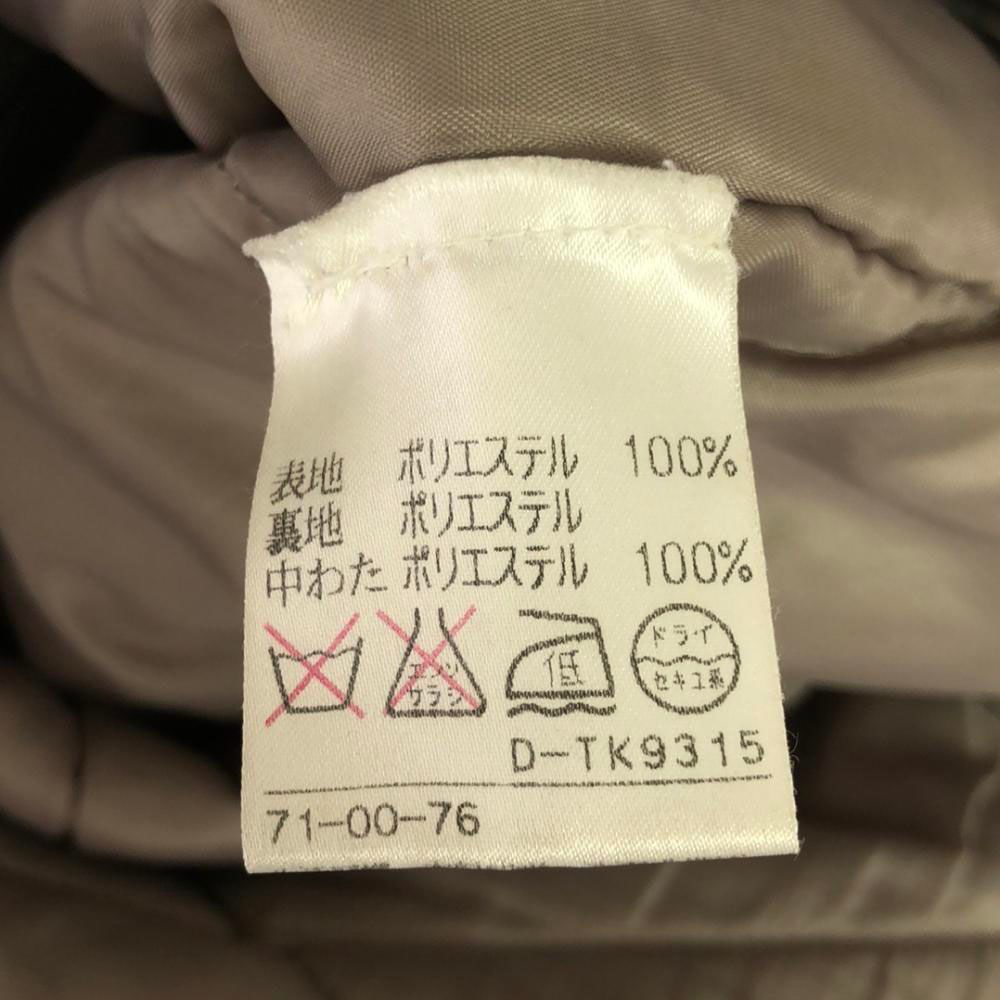 表地 ポリエステル 100%
裏地 ポリエステル
中わた ポリエステル 100%
エンソ
サラシ
低
ドライ
セキユ系
D-TK9315
71-00-76